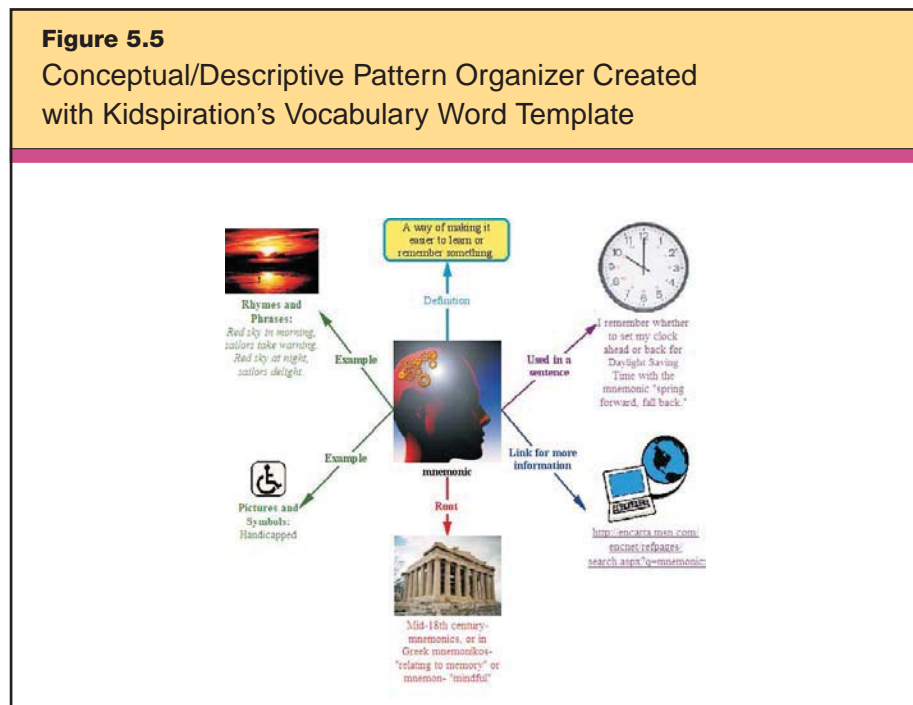 Figure 5.5
Conceptual/Descriptive Pattern Organizer Created
with Kidspiration's Vocabulary Word Template
A way of making it
easier to learn or
remember something
Definition
Rhymes and
Phrases:
Red sky in morning,
sailors take warning.
Red sky at night,
sailors delight.
Example
Used in a
sentence
I remember whether
to set my clock
ahead or back for
Daylight Saving
Time with the
mnemonic "spring
forward, fall back."
mnemonic
Example
Pictures and
Symbols:
Handicapped
Link for more
information
http://encarta.msn.com/
encnet/refpages/
search.aspx?q=mnemonic
Root
Mid-18th century-
mnemonics, or in
Greek mnemonikos-
"relating to memory" or
mnemon- "mindful"